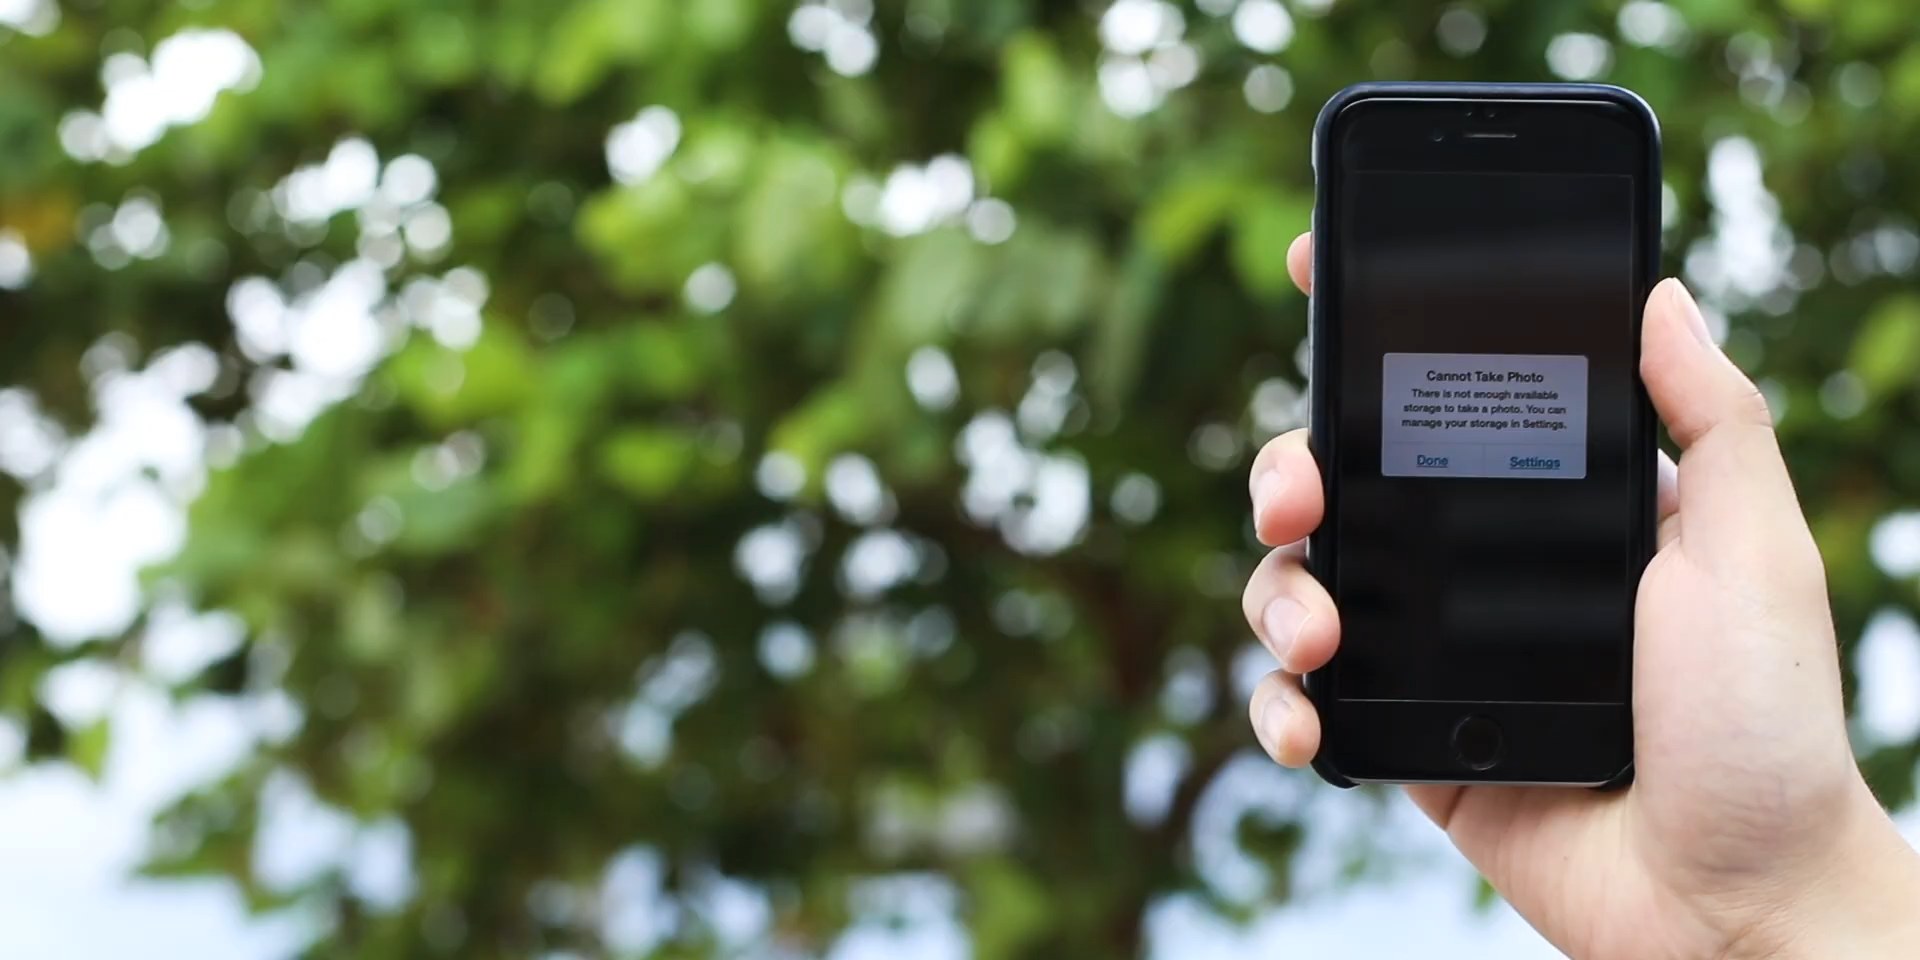 Cannot Take Photo
There is not enough available
storage to take a photo. You can
manage your storage in Settings.
Done
Settings